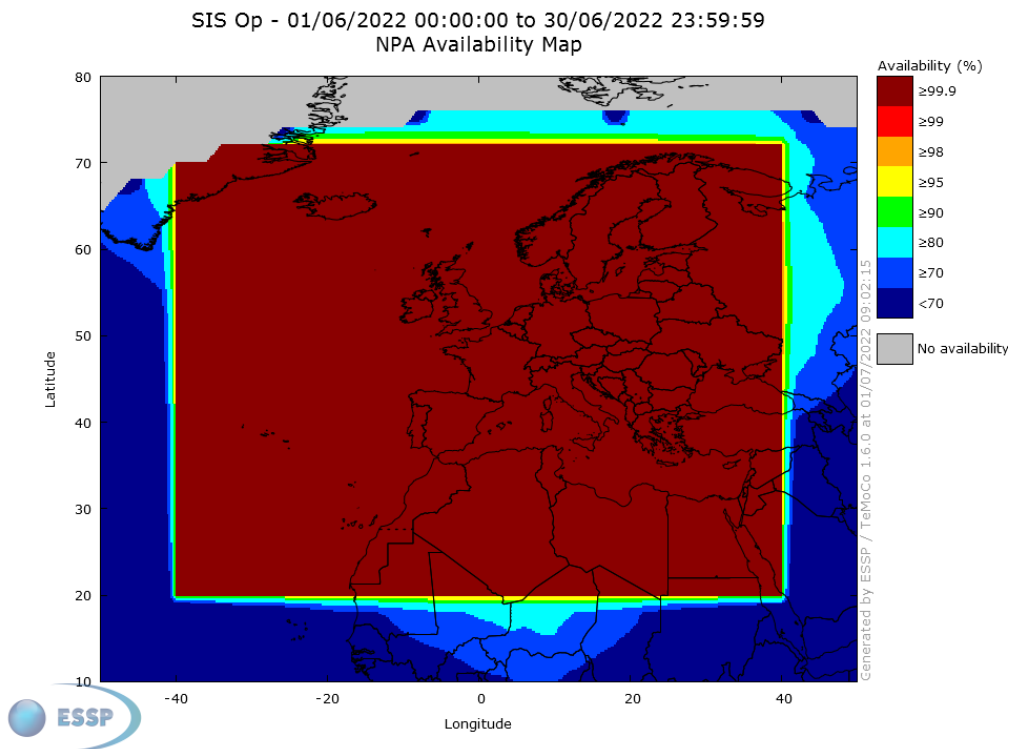 SIS Op - 01/06/2022 00:00:00 to 30/06/2022 23:59:59
NPA Availability Map
Availability (%)
≥99.9
≥99
≥98
≥95
≥90
≥80
≥70
<70
No availability
80
70
60
50
40
30
20
10
Latitude
-40
-20
0
20
40
Longitude
Generated by ESSP / TeMoCo 1.6.0 at 01/07/2022 09:02:15
ESSP